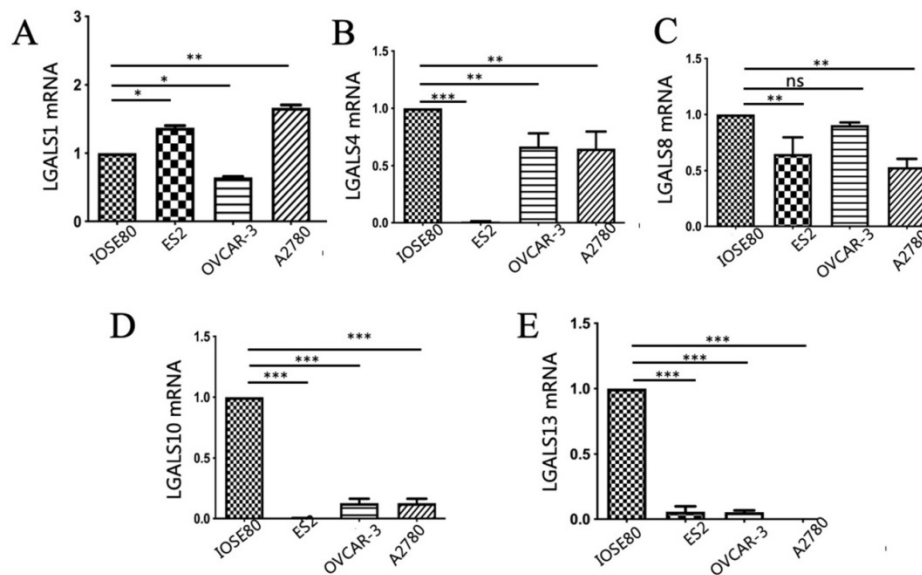 A
LGALS1 mRNA
3
2
1
0
**
*
*
IOSE80
ES2
OVCAR-3
A2780
B
LGALS4 mRNA
1.5
1.0
0.5
0.0
**
**
***
IOSE80
ES2
OVCAR-3
A2780
C
LGALS8 mRNA
1.5
1.0
0.5
0.0
**
ns
**
IOSE80
ES2
OVCAR-3
A2780
D
LGALS10 mRNA
1.5
1.0
0.5
0.0
***
***
***
IOSE80
ES2
OVCAR-3
A2780
E
LGALS13 mRNA
1.5
1.0
0.5
0.0
***
***
***
IOSE80
ES2
OVCAR-3
A2780